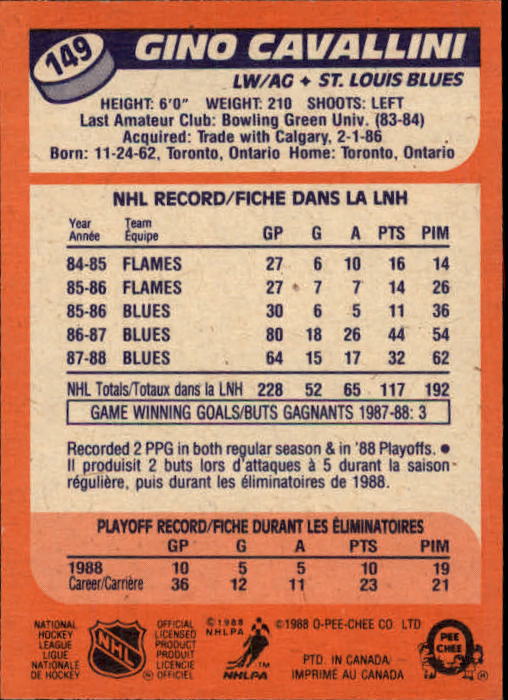 149
GINO CAVALLINI
LW/AG ♦ ST. LOUIS BLUES
HEIGHT: 6'0" WEIGHT: 210 SHOOTS: LEFT
Last Amateur Club: Bowling Green Univ. (83-84)
Acquired: Trade with Calgary, 2-1-86
Born: 11-24-62, Toronto, Ontario Home: Toronto, Ontario
NHL RECORD/FICHE DANS LA LNH
Year Team
Année Équipe GP G A PTS PIM
84-85 FLAMES 27 6 10 16 14
85-86 FLAMES 27 7 7 14 26
85-86 BLUES 30 6 5 11 36
86-87 BLUES 80 18 26 44 54
87-88 BLUES 64 15 17 32 62
NHL Totals/Totaux dans la LNH 228 52 65 117 192
GAME WINNING GOALS/BUTS GAGNANTS 1987-88: 3
Recorded 2 PPG in both regular season & in '88 Playoffs. ●
Il produisit 2 buts lors d'attaques à 5 durant la saison
régulière, puis durant les éliminatoires de 1988.
PLAYOFF RECORD/FICHE DURANT LES ÉLIMINATOIRES
GP G A PTS PIM
1988 10 5 5 10 19
Career/Carrière 36 12 11 23 21
NATIONAL
HOCKEY
LEAGUE
LIGUE
NATIONALE
DE HOCKEY
NHL
OFFICIAL
LICENSED
PRODUCT
PRODUIT
LICENCIE
OFFICIEL
©1988
NHLPA
TM
NHLPA
©1988 O-PEE-CHEE CO. LTD
PTD. IN CANADA
IMPRIMÉ AU CANADA
O
PEE
CHEE